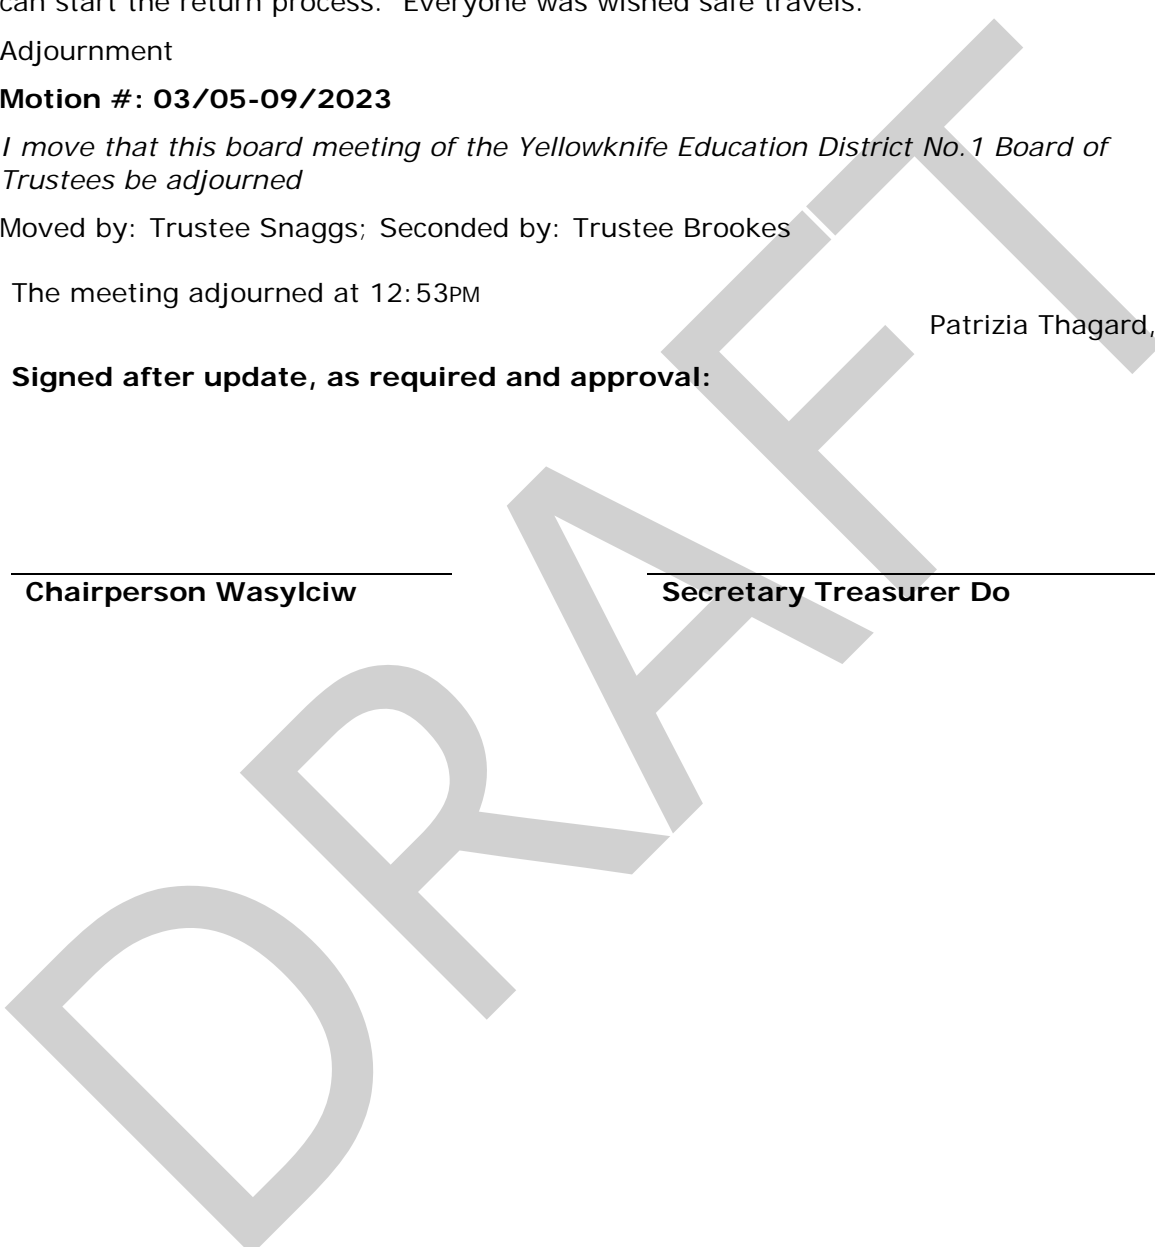 can start the return process.  Everyone was wished safe travels.
Adjournment
Motion #: 03/05-09/2023
I move that this board meeting of the Yellowknife Education District No.1 Board of
Trustees be adjourned
Moved by: Trustee Snaggs; Seconded by: Trustee Brookes
The meeting adjourned at 12:53PM
Patrizia Thagard,
Signed after update, as required and approval:
Chairperson Wasylciw
Secretary Treasurer Do
DRAFT